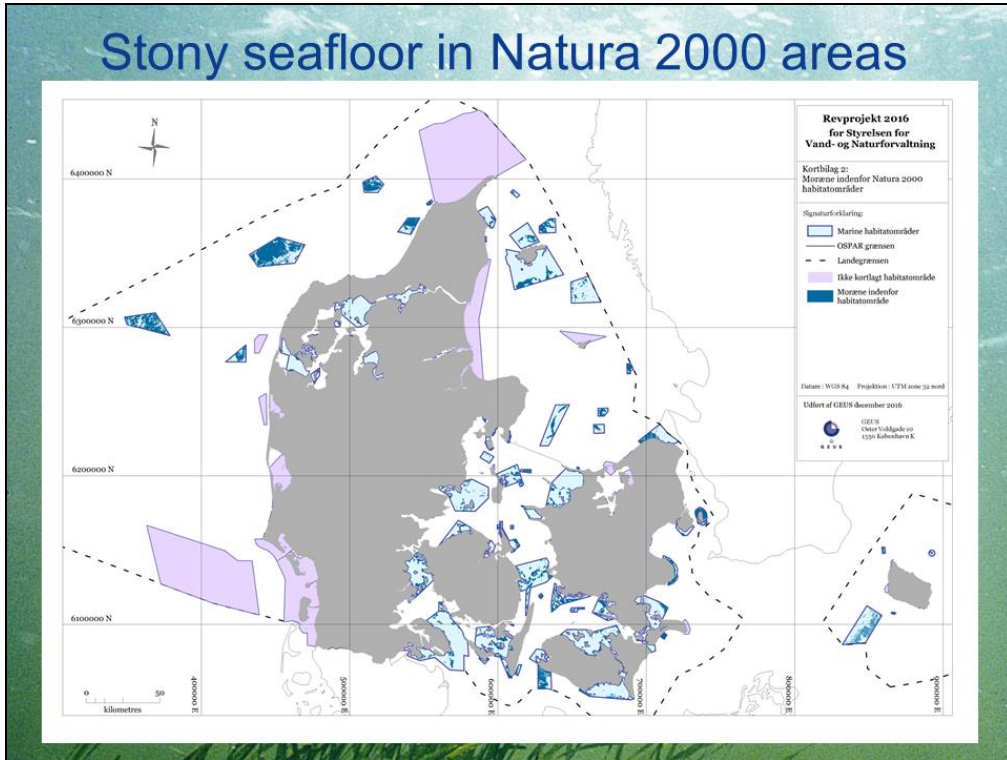 Stony seafloor in Natura 2000 areas
N
Revprojekt 2016
for Styrelsen for
Vand- og Naturforvaltning
Kortbilag 2:
Moræne indenfor Natura 2000
habitatområder
Signaturforklaring:
Marine habitatområder
OSPAR grænsen
Landegrænsen
Ikke kortlagt habitatområde
Moræne indenfor
habitatområde
Datum : WGS 84 Projektion : UTM zone 32 nord
Udført af GEUS december 2016
GEUS
GEUS
Øster Voldgade 10
1350 København K
6400000 N
6300000 N
6200000 N
6100000 N
0 50
kilometres
400000 E
500000 E
600000 E
700000 E
800000 E
900000 E